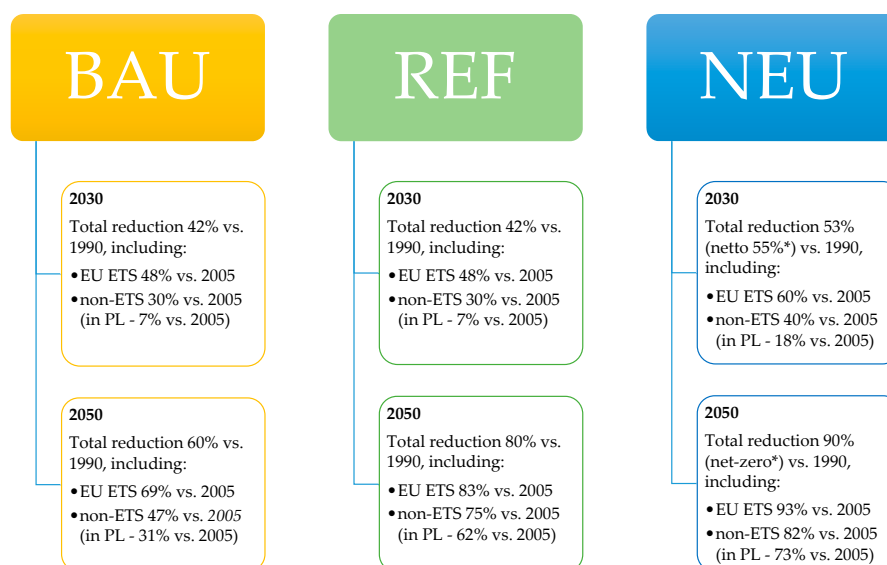 BAU
2030
Total reduction 42% vs.
1990, including:
•EU ETS 48% vs. 2005
•non-ETS 30% vs. 2005
(in PL - 7% vs. 2005)
2050
Total reduction 60% vs.
1990, including:
•EU ETS 69% vs. 2005
•non-ETS 47% vs. 2005
(in PL - 31% vs. 2005)
REF
2030
Total reduction 42% vs.
1990, including:
•EU ETS 48% vs. 2005
•non-ETS 30% vs. 2005
(in PL - 7% vs. 2005)
2050
Total reduction 80% vs.
1990, including:
•EU ETS 83% vs. 2005
•non-ETS 75% vs. 2005
(in PL - 62% vs. 2005)
NEU
2030
Total reduction 53%
(netto 55%*) vs. 1990,
including:
•EU ETS 60% vs. 2005
•non-ETS 40% vs. 2005
(in PL - 18% vs. 2005)
2050
Total reduction 90%
(net-zero*) vs. 1990,
including:
•EU ETS 93% vs. 2005
•non-ETS 82% vs. 2005
(in PL - 73% vs. 2005)